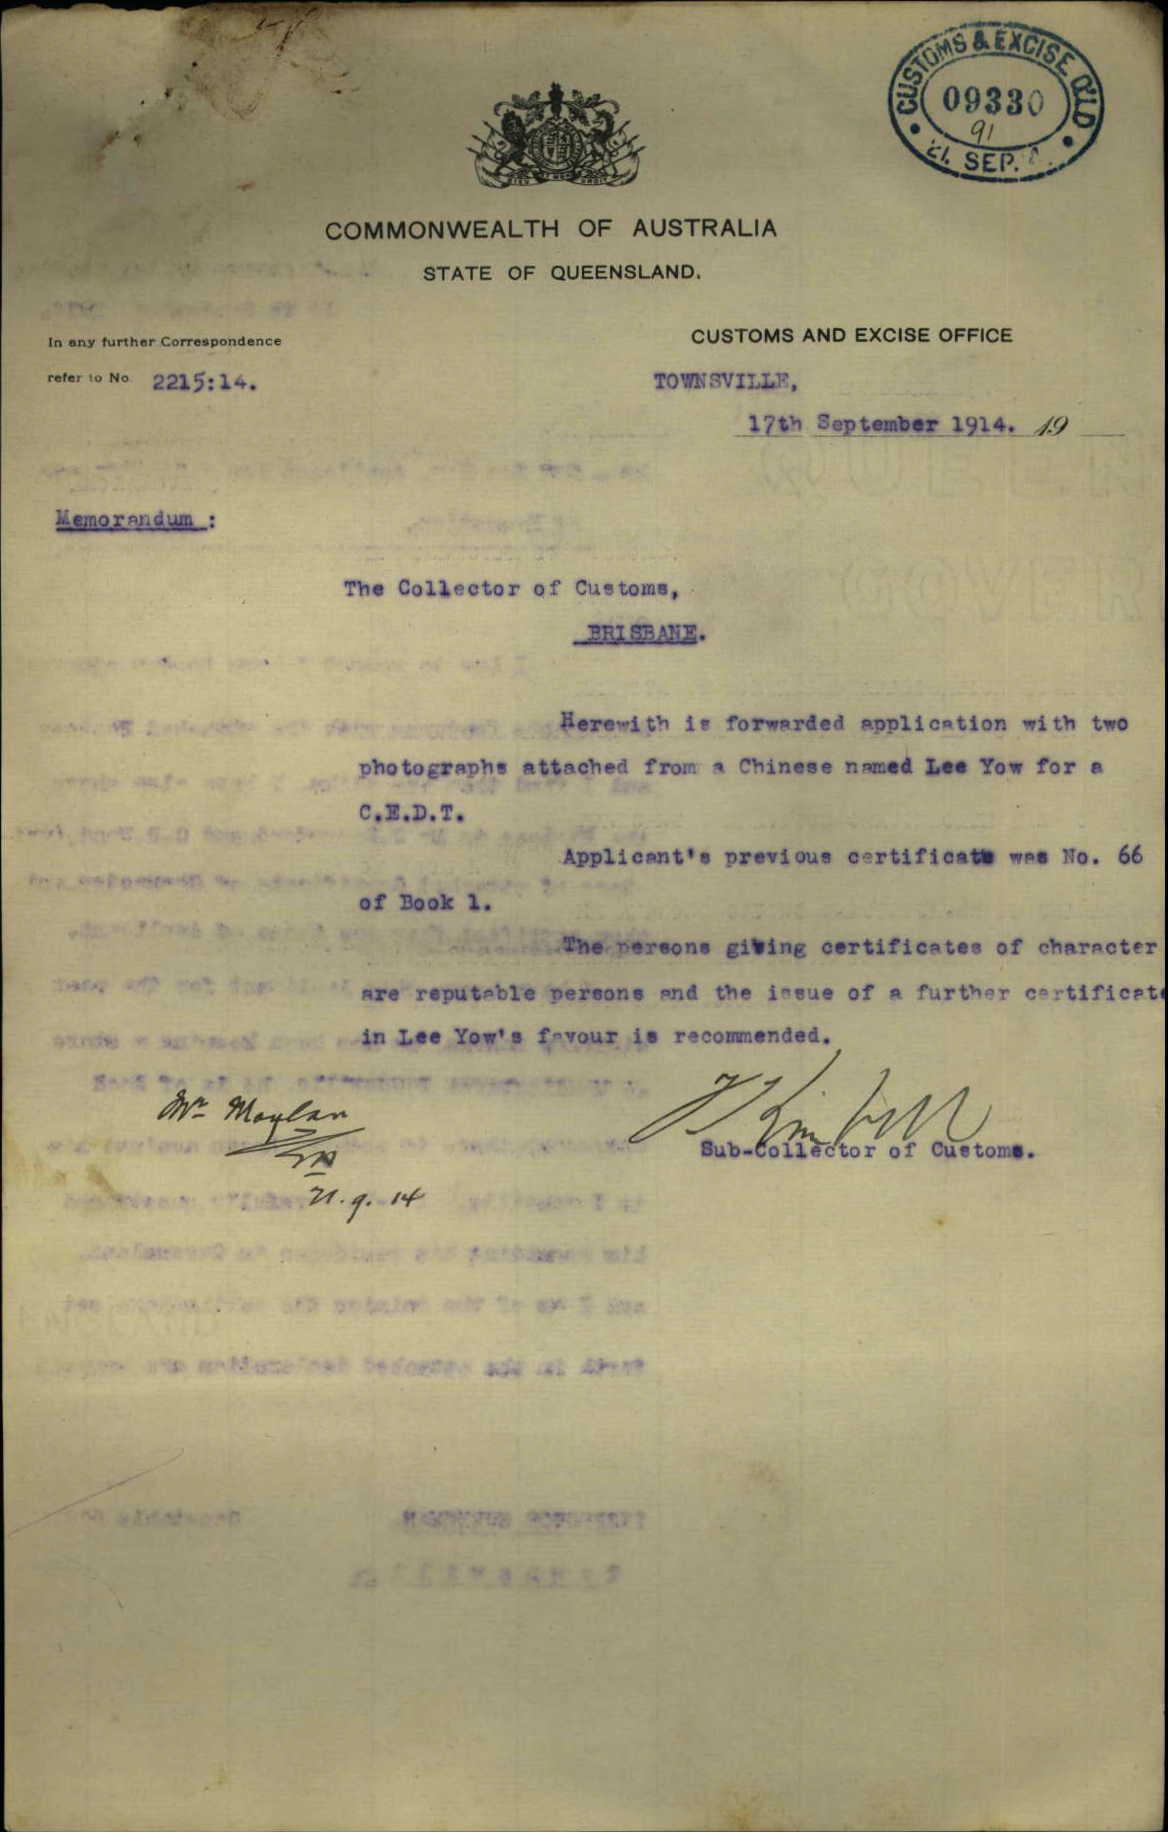 CUSTOMS & EXCISE Q'LD
09330
91
21. SEP.
COMMONWEALTH OF AUSTRALIA
STATE OF QUEENSLAND.
In any further Correspondence
refer to No. 2215:14.
CUSTOMS AND EXCISE OFFICE
TOWNSVILLE,
17th September 1914. 19
Memorandum :
The Collector of Customs,
BRISBANE.
Herewith is forwarded application with two
photographs attached from a Chinese named Lee Yow for a
C.E.D.T.
Applicant's previous certificate was No. 66
of Book 1.
The persons giving certificates of character
are reputable persons and the issue of a further certificate
in Lee Yow's favour is recommended.
Sub-Collector of Customs.
Mr Moylan
21.9.14